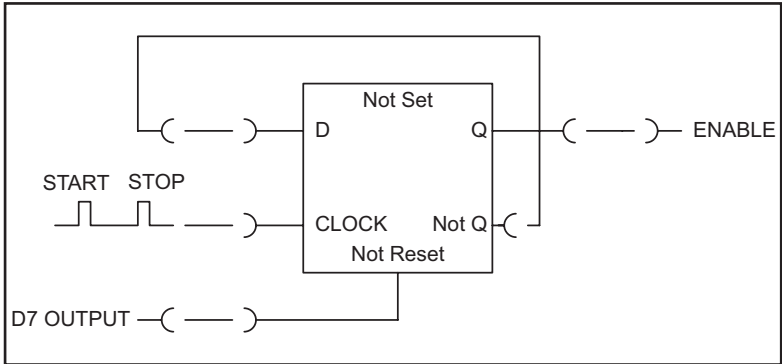 Not Set
D
Q
ENABLE
START STOP
CLOCK
Not Q
Not Reset
D7 OUTPUT